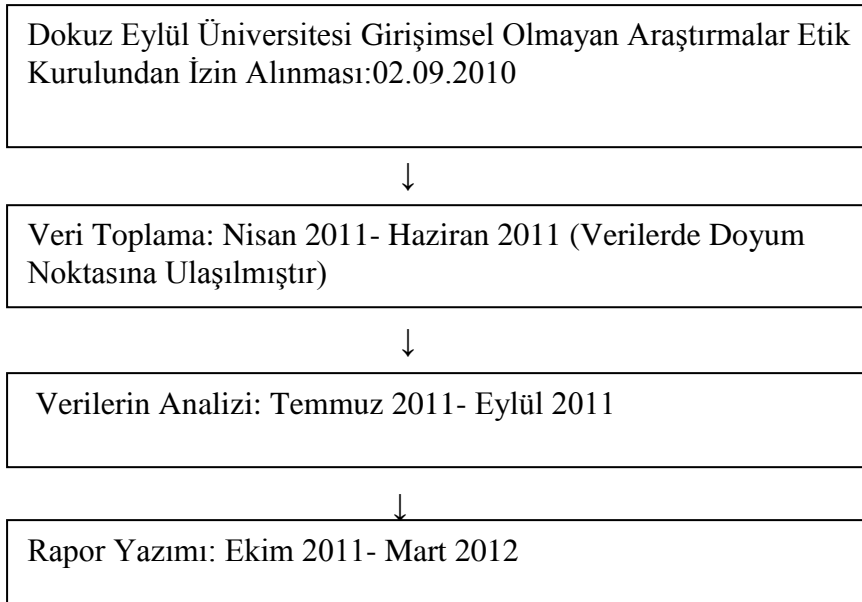 Dokuz Eylül Üniversitesi Girişimsel Olmayan Araştırmalar Etik
Kurulundan İzin Alınması:02.09.2010
↓
Veri Toplama: Nisan 2011- Haziran 2011 (Verilerde Doyum
Noktasına Ulaşılmıştır)
↓
Verilerin Analizi: Temmuz 2011- Eylül 2011
↓
Rapor Yazımı: Ekim 2011- Mart 2012